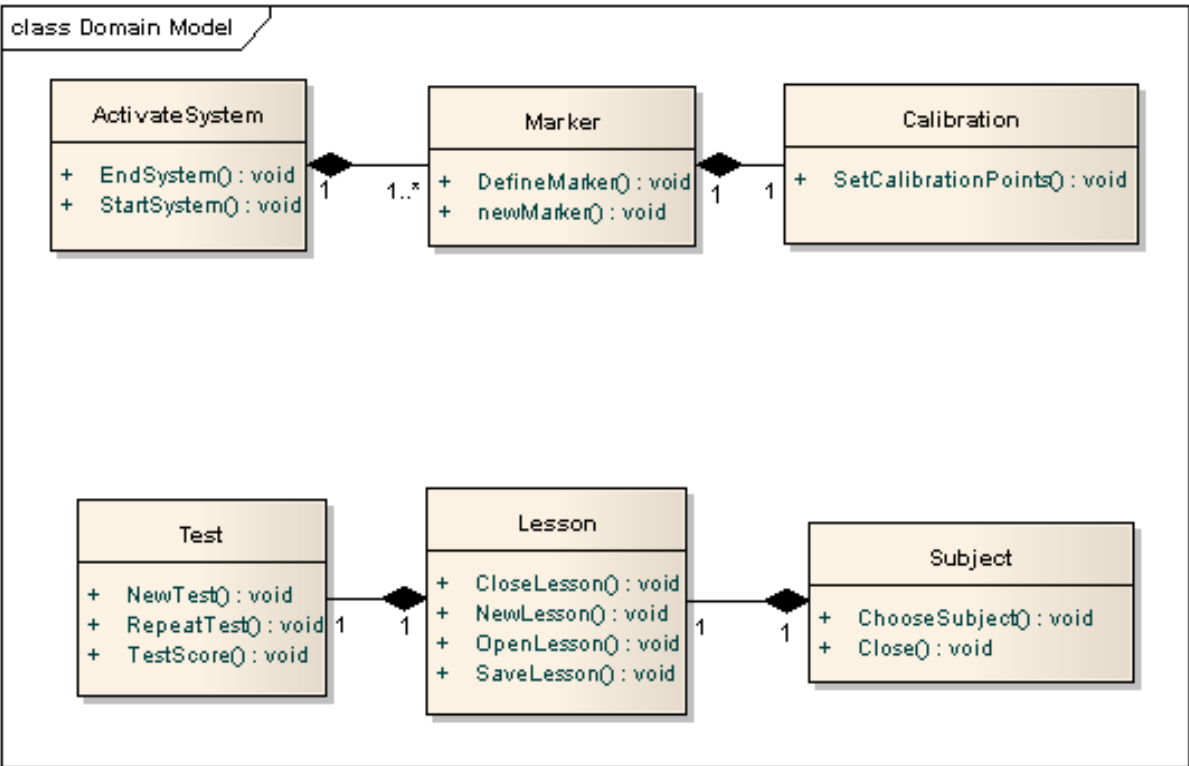 class Domain Model
ActivateSystem
+ EndSystem() : void
+ StartSystem() : void
1
1..*
Marker
+ DefineMarker() : void
+ newMarker() : void
1
1
Calibration
+ SetCalibrationPoints() : void
Test
+ NewTest() : void
+ RepeatTest() : void
+ TestScore() : void
1
1
Lesson
+ CloseLesson() : void
+ NewLesson() : void
+ OpenLesson() : void
+ SaveLesson() : void
1
1
Subject
+ ChooseSubject() : void
+ Close() : void